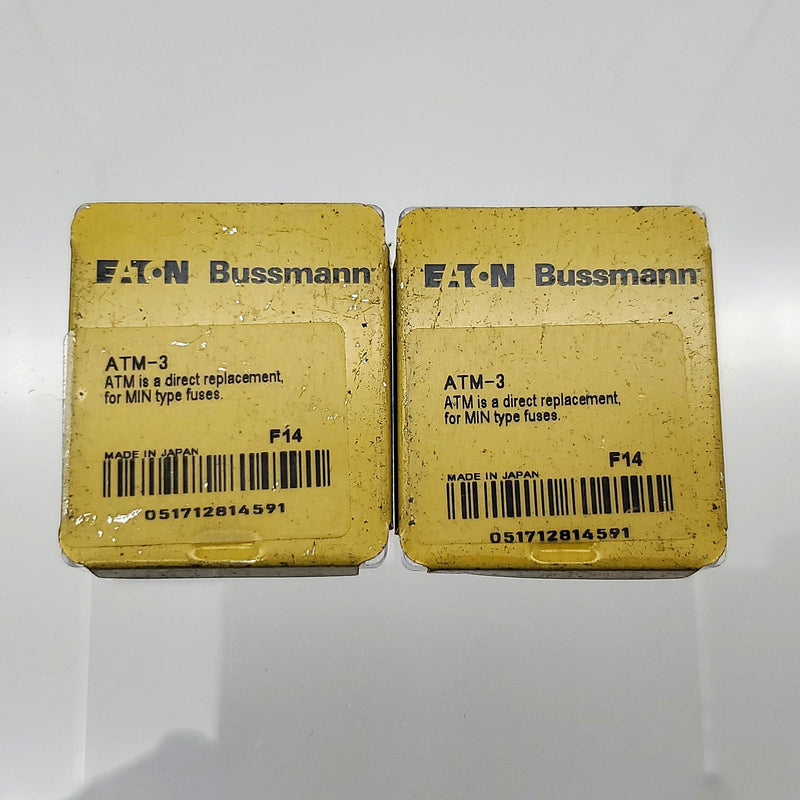 EATON Bussmann
ATM-3
ATM is a direct replacement,
for MIN type fuses.
F14
MADE IN JAPAN
051712814591
EATON Bussmann
ATM-3
ATM is a direct replacement,
for MIN type fuses.
F14
MADE IN JAPAN
051712814591